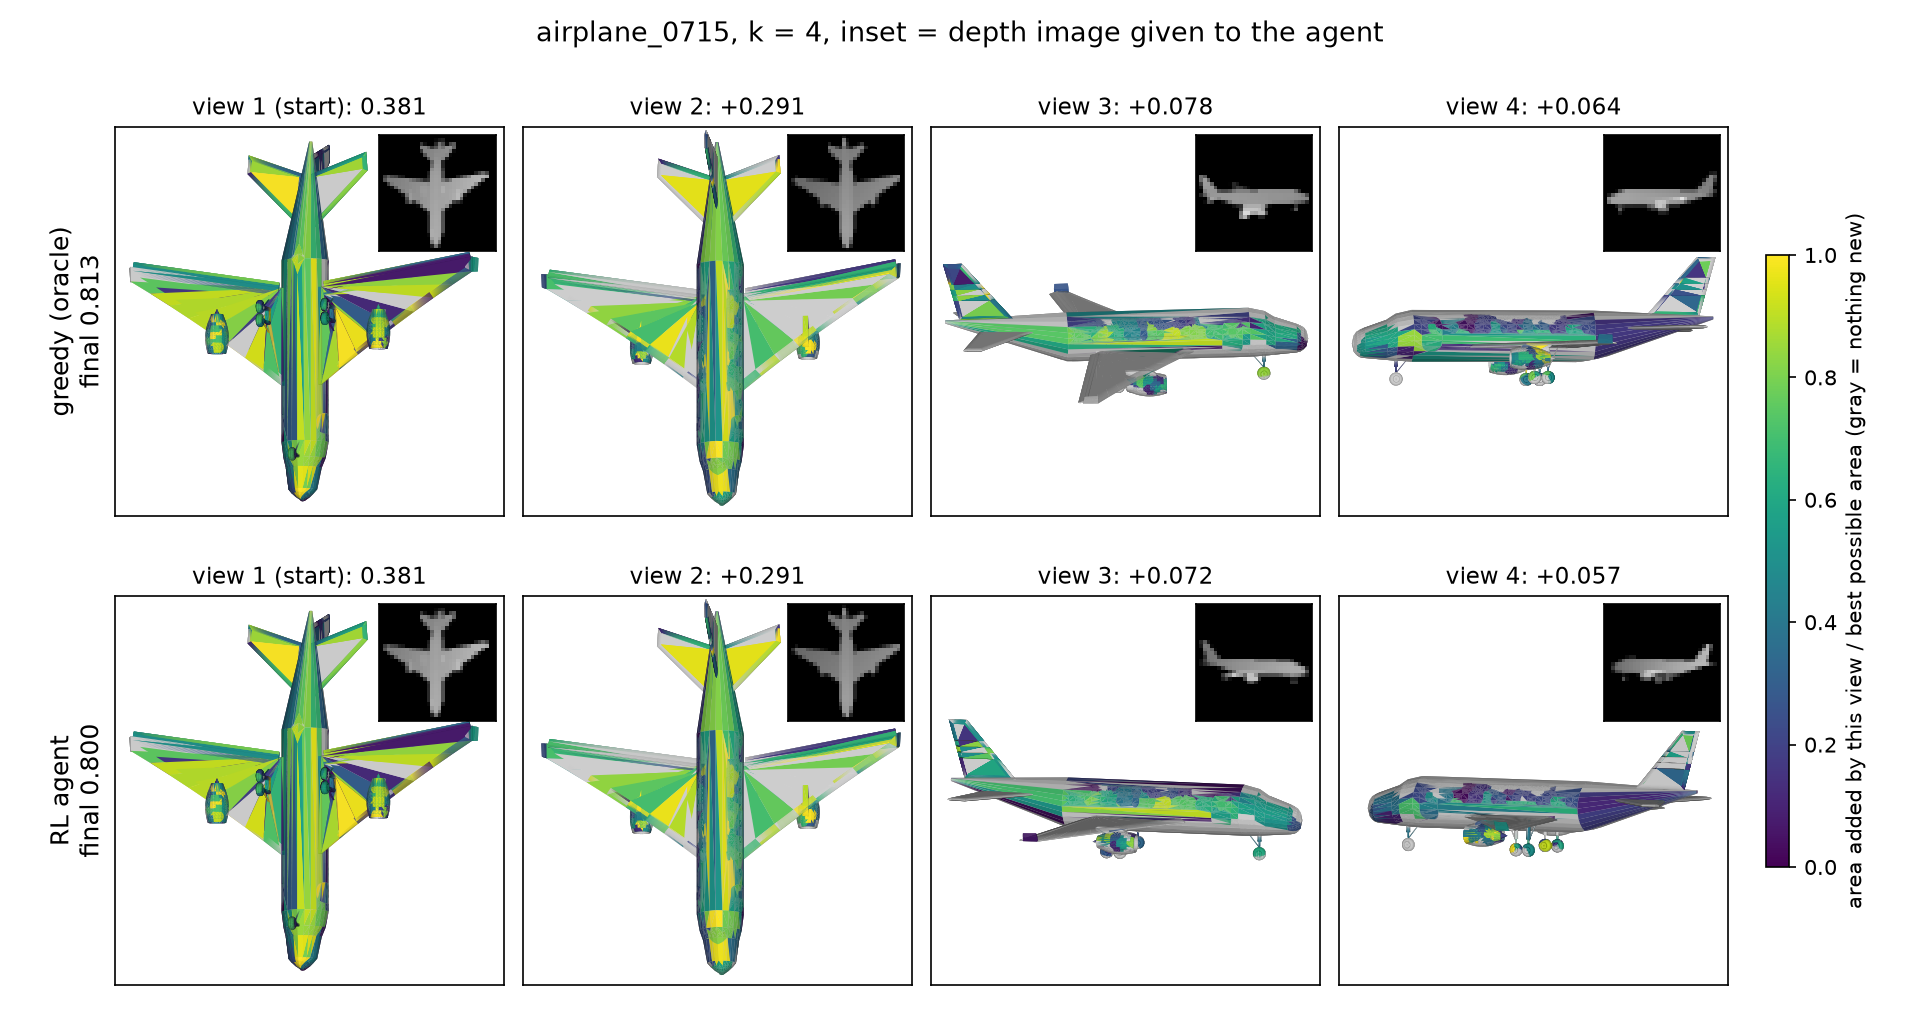 airplane_0715, k = 4, inset = depth image given to the agent
view 1 (start): 0.381
view 2: +0.291
view 3: +0.078
view 4: +0.064
greedy (oracle)
final 0.813
view 1 (start): 0.381
view 2: +0.291
view 3: +0.072
view 4: +0.057
RL agent
final 0.800
1.0
0.8
0.6
0.4
0.2
0.0
area added by this view / best possible area (gray = nothing new)